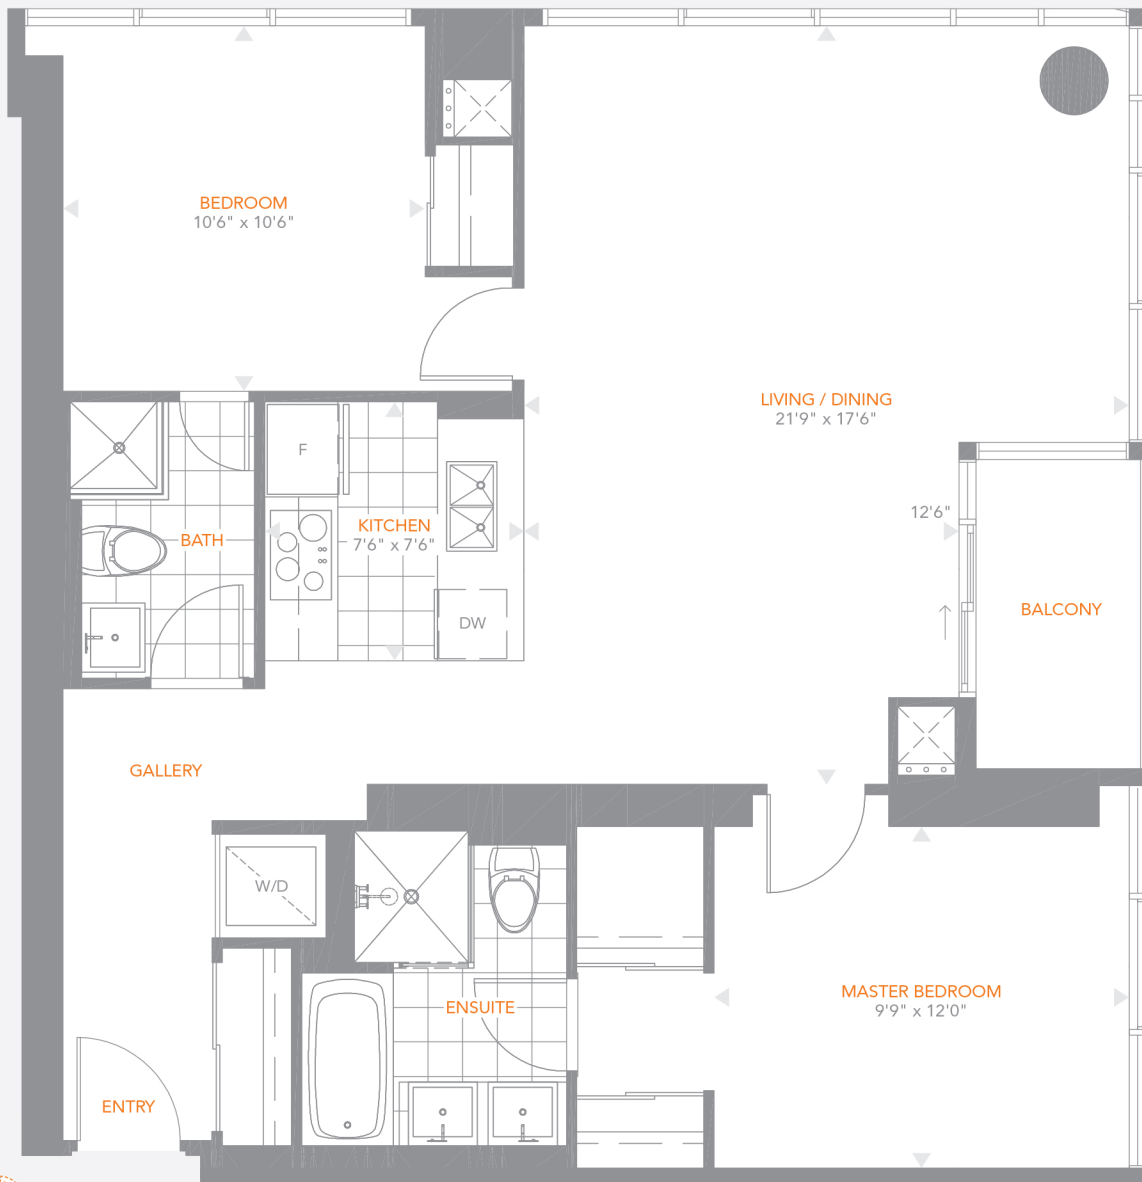 BEDROOM
10'6" x 10'6"
LIVING / DINING
21'9" x 17'6"
F
12'6"
KITCHEN
7'6" x 7'6"
BATH
BALCONY
DW
GALLERY
W/D
MASTER BEDROOM
9'9" x 12'0"
ENSUITE
ENTRY